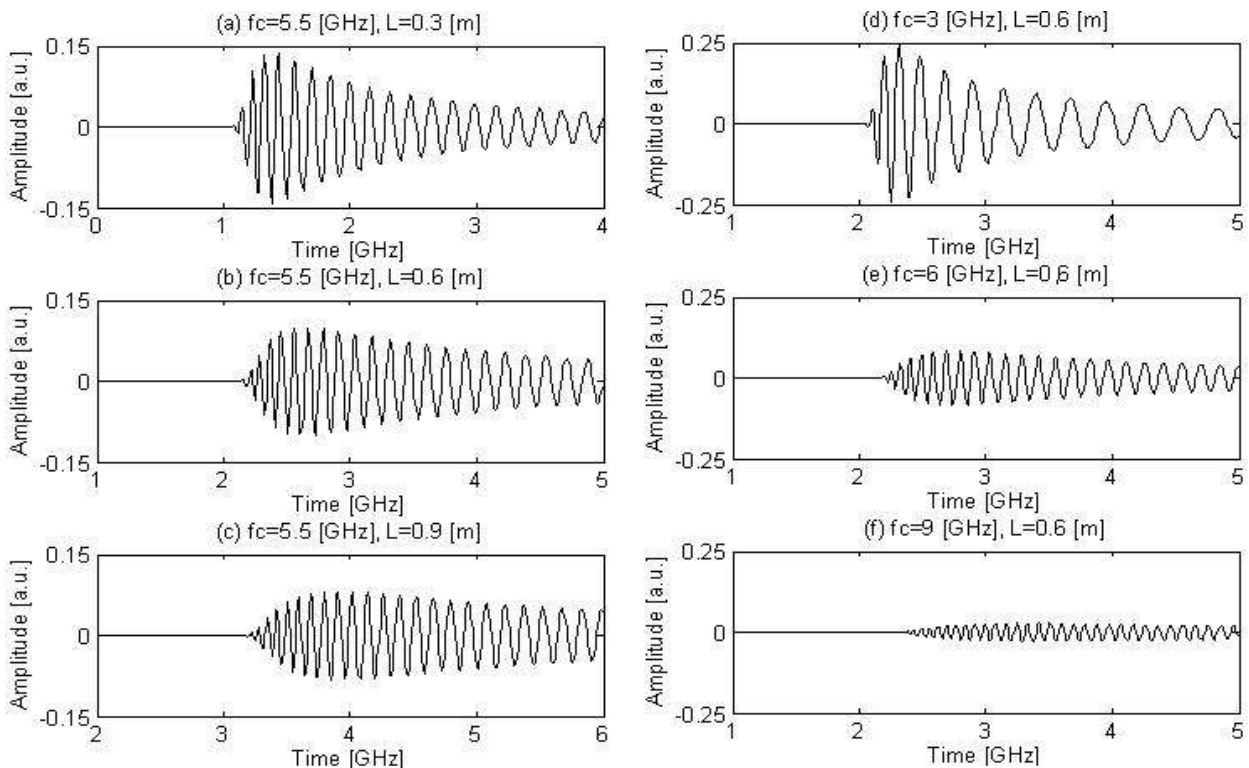 (a) fc=5.5 [GHz], L=0.3 [m]
0.15
0
-0.15
Amplitude [a.u.]
0 1 2 3 4
Time [GHz]
(b) fc=5.5 [GHz], L=0.6 [m]
0.15
0
-0.15
Amplitude [a.u.]
1 2 3 4 5
Time [GHz]
(c) fc=5.5 [GHz], L=0.9 [m]
0.15
0
-0.15
Amplitude [a.u.]
2 3 4 5 6
Time [GHz]
(d) fc=3 [GHz], L=0.6 [m]
0.25
0
-0.25
Amplitude [a.u.]
1 2 3 4 5
Time [GHz]
(e) fc=6 [GHz], L=0.6 [m]
0.25
0
-0.25
Amplitude [a.u.]
1 2 3 4 5
Time [GHz]
(f) fc=9 [GHz], L=0.6 [m]
0.25
0
-0.25
Amplitude [a.u.]
1 2 3 4 5
Time [GHz]